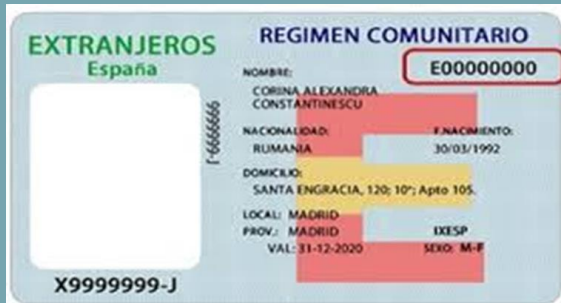 EXTRANJEROS
España
REGIMEN COMUNITARIO
E00000000
NOMBRE:
CORINA ALEXANDRA
CONSTANTINESCU
NACIONALIDAD:
F.NACIMIENTO:
RUMANIA
30/03/1992
DOMICILIO:
SANTA ENGRACIA, 120; 10°; Apto 105.
LOCAL: MADRID
PROV.: MADRID
IXESP
VAL: 31-12-2020
SEXO: M-F
X9999999-J